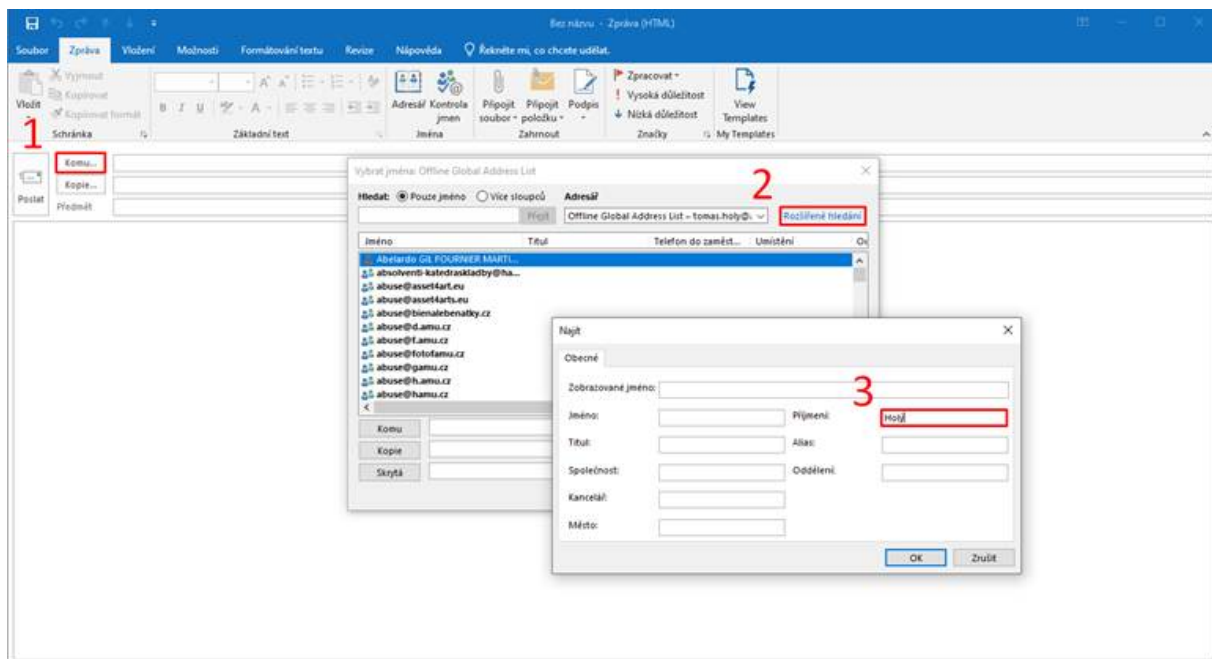 Bez názvu - Zpráva (HTML)
Soubor Zpráva Vložení Možnosti Formátování textu Revize Nápověda Řekněte mi, co chcete udělat.
Vyjmout
Kopírovat
Kopírovat formát
Vložit
Schránka
B I U
Základní text
Adresář Kontrola jmen
Jména
Připojit soubor Připojit položku Podpis
Zahrnout
Zpracovat
Vysoká důležitost
Nízká důležitost
Značky
View Templates
My Templates
1
Komu...
Kopie...
Předmět
Poslat
Vybrat jména: Offline Global Address List
2
Hledat: Pouze jméno Více sloupců Adresář
Přejít Offline Global Address List – tomas.holy@ Rozšířené hledání
Jméno Titul Telefon do zaměst... Umístění
Abelardo GIL FOURNIER MARTI...
absolventi-katedraskladby@ha...
abuse@asset4art.eu
abuse@asset4arts.eu
abuse@bienalebenatky.cz
abuse@d.amu.cz
abuse@f.amu.cz
abuse@fotofamu.cz
abuse@gamu.cz
abuse@h.amu.cz
abuse@hamu.cz
Komu
Kopie
Skrytá
Najít
Obecné
Zobrazované jméno:
3
Jméno: Příjmení: Holý
Titul: Alias:
Společnost: Oddělení:
Kancelář:
Město:
OK Zrušit